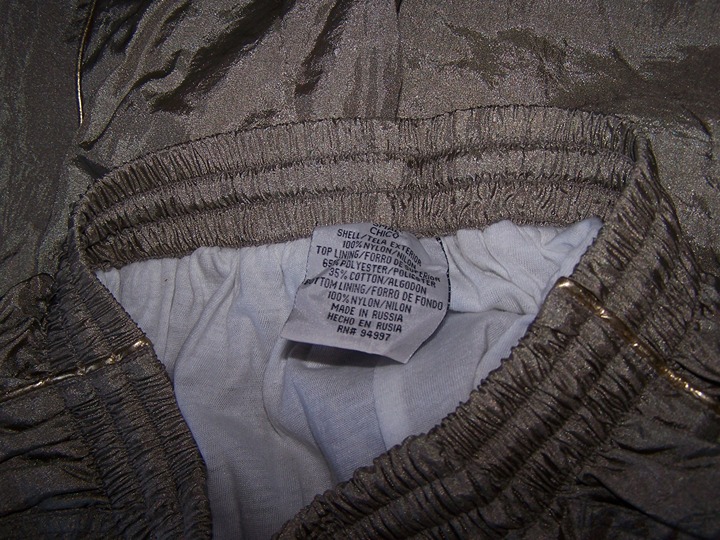 CHICO
SHELL/TELA EXTERIOR
100% NYLON/NILON
TOP LINING/FORRO DE SUPERIOR
65% POLYESTER/POLIESTER
35% COTTON/ALGODON
BOTTOM LINING/FORRO DE FONDO
100% NYLON/NILON
MADE IN RUSSIA
HECHO EN RUSIA
RN# 94997